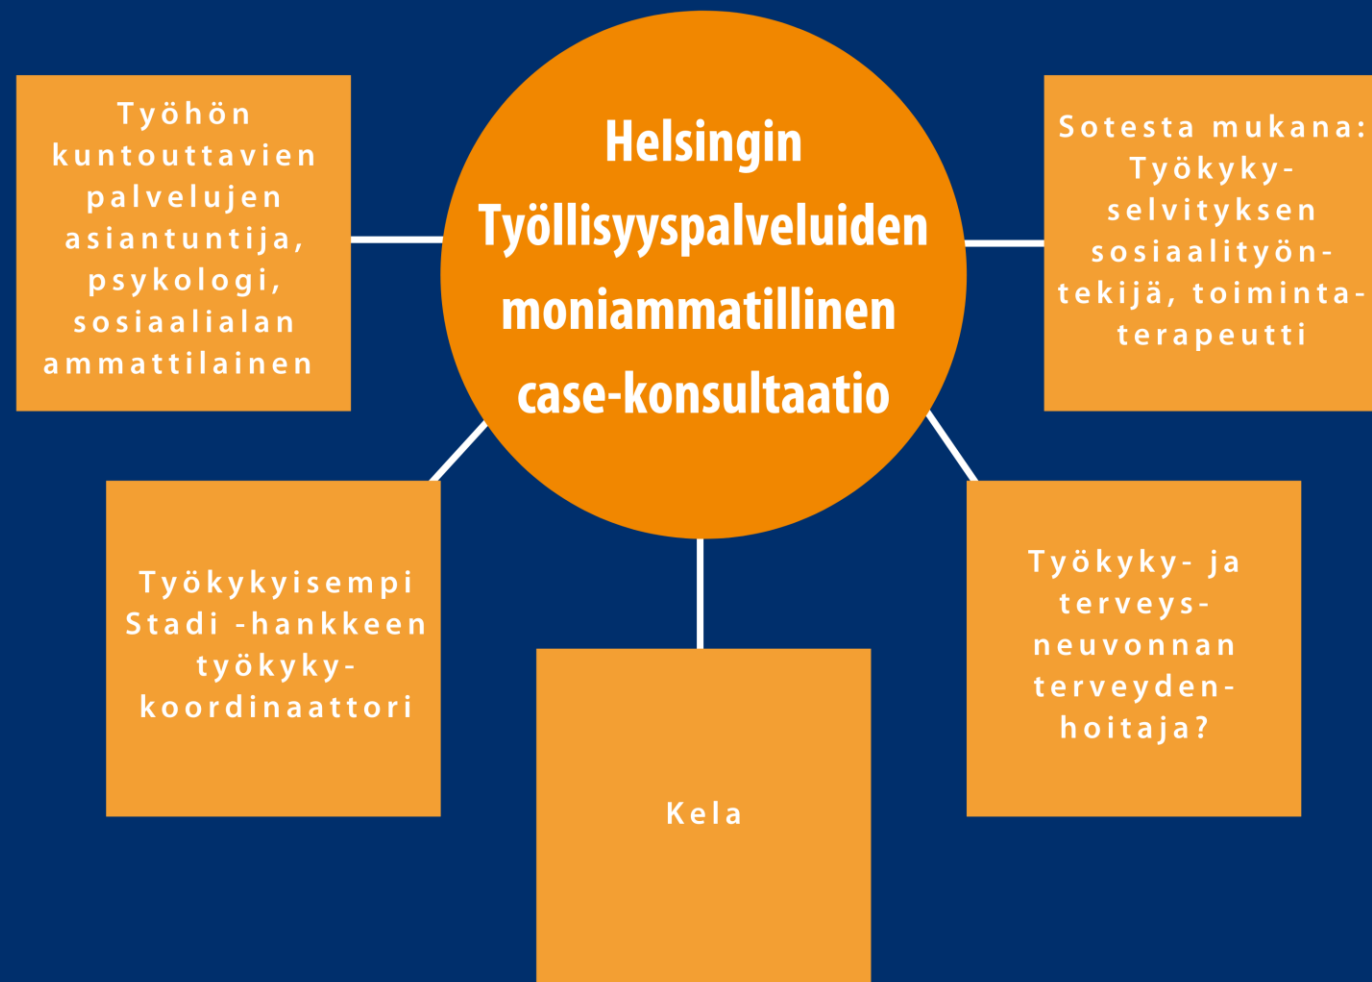 Helsingin
Työllisyyspalveluiden
moniammatillinen
case-konsultaatio
Työhön
kuntouttavien
palvelujen
asiantuntija,
psykologi,
sosiaalialan
ammattilainen
Sotesta mukana:
Työkyky-
selvityksen
sosiaalityön-
tekijä, toiminta-
terapeutti
Työkykyisempi
Stadi -hankkeen
työkyky-
koordinaattori
Työkyky- ja
terveys-
neuvonnan
terveyden-
hoitaja?
Kela